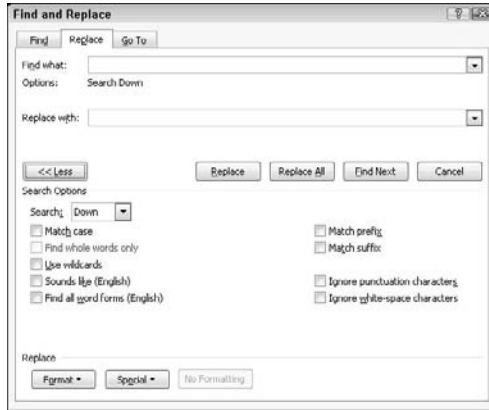 Find and Replace
Find Replace Go To
Find what:
Options: Search Down
Replace with:
<< Less Replace Replace All Find Next Cancel
Search Options
Search: Down
Match case Match prefix
Find whole words only Match suffix
Use wildcards
Sounds like (English) Ignore punctuation characters
Find all word forms (English) Ignore white-space characters
Replace
Format Special No Formatting